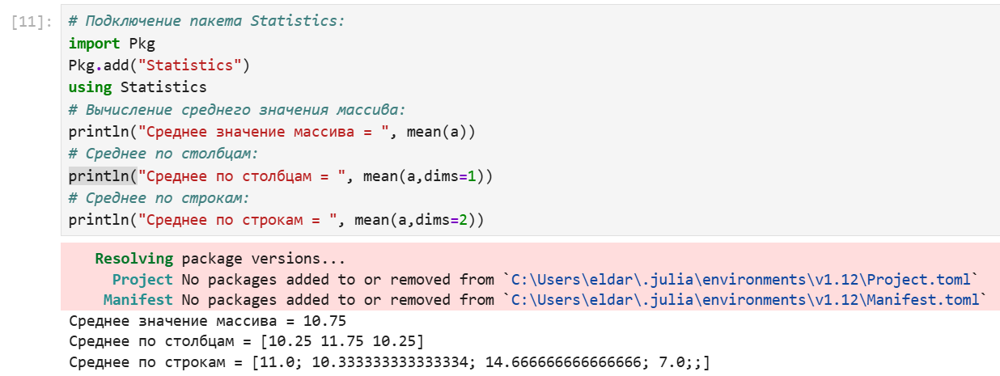 [11]: # Подключение пакета Statistics:
import Pkg
Pkg.add("Statistics")
using Statistics
# Вычисление среднего значения массива:
println("Среднее значение массива = ", mean(a))
# Среднее по столбцам:
println("Среднее по столбцам = ", mean(a,dims=1))
# Среднее по строкам:
println("Среднее по строкам = ", mean(a,dims=2))
Resolving package versions...
Project No packages added to or removed from `C:\Users\eldar\.julia\environments\v1.12\Project.toml`
Manifest No packages added to or removed from `C:\Users\eldar\.julia\environments\v1.12\Manifest.toml`
Среднее значение массива = 10.75
Среднее по столбцам = [10.25 11.75 10.25]
Среднее по строкам = [11.0; 10.333333333333334; 14.666666666666666; 7.0;;]